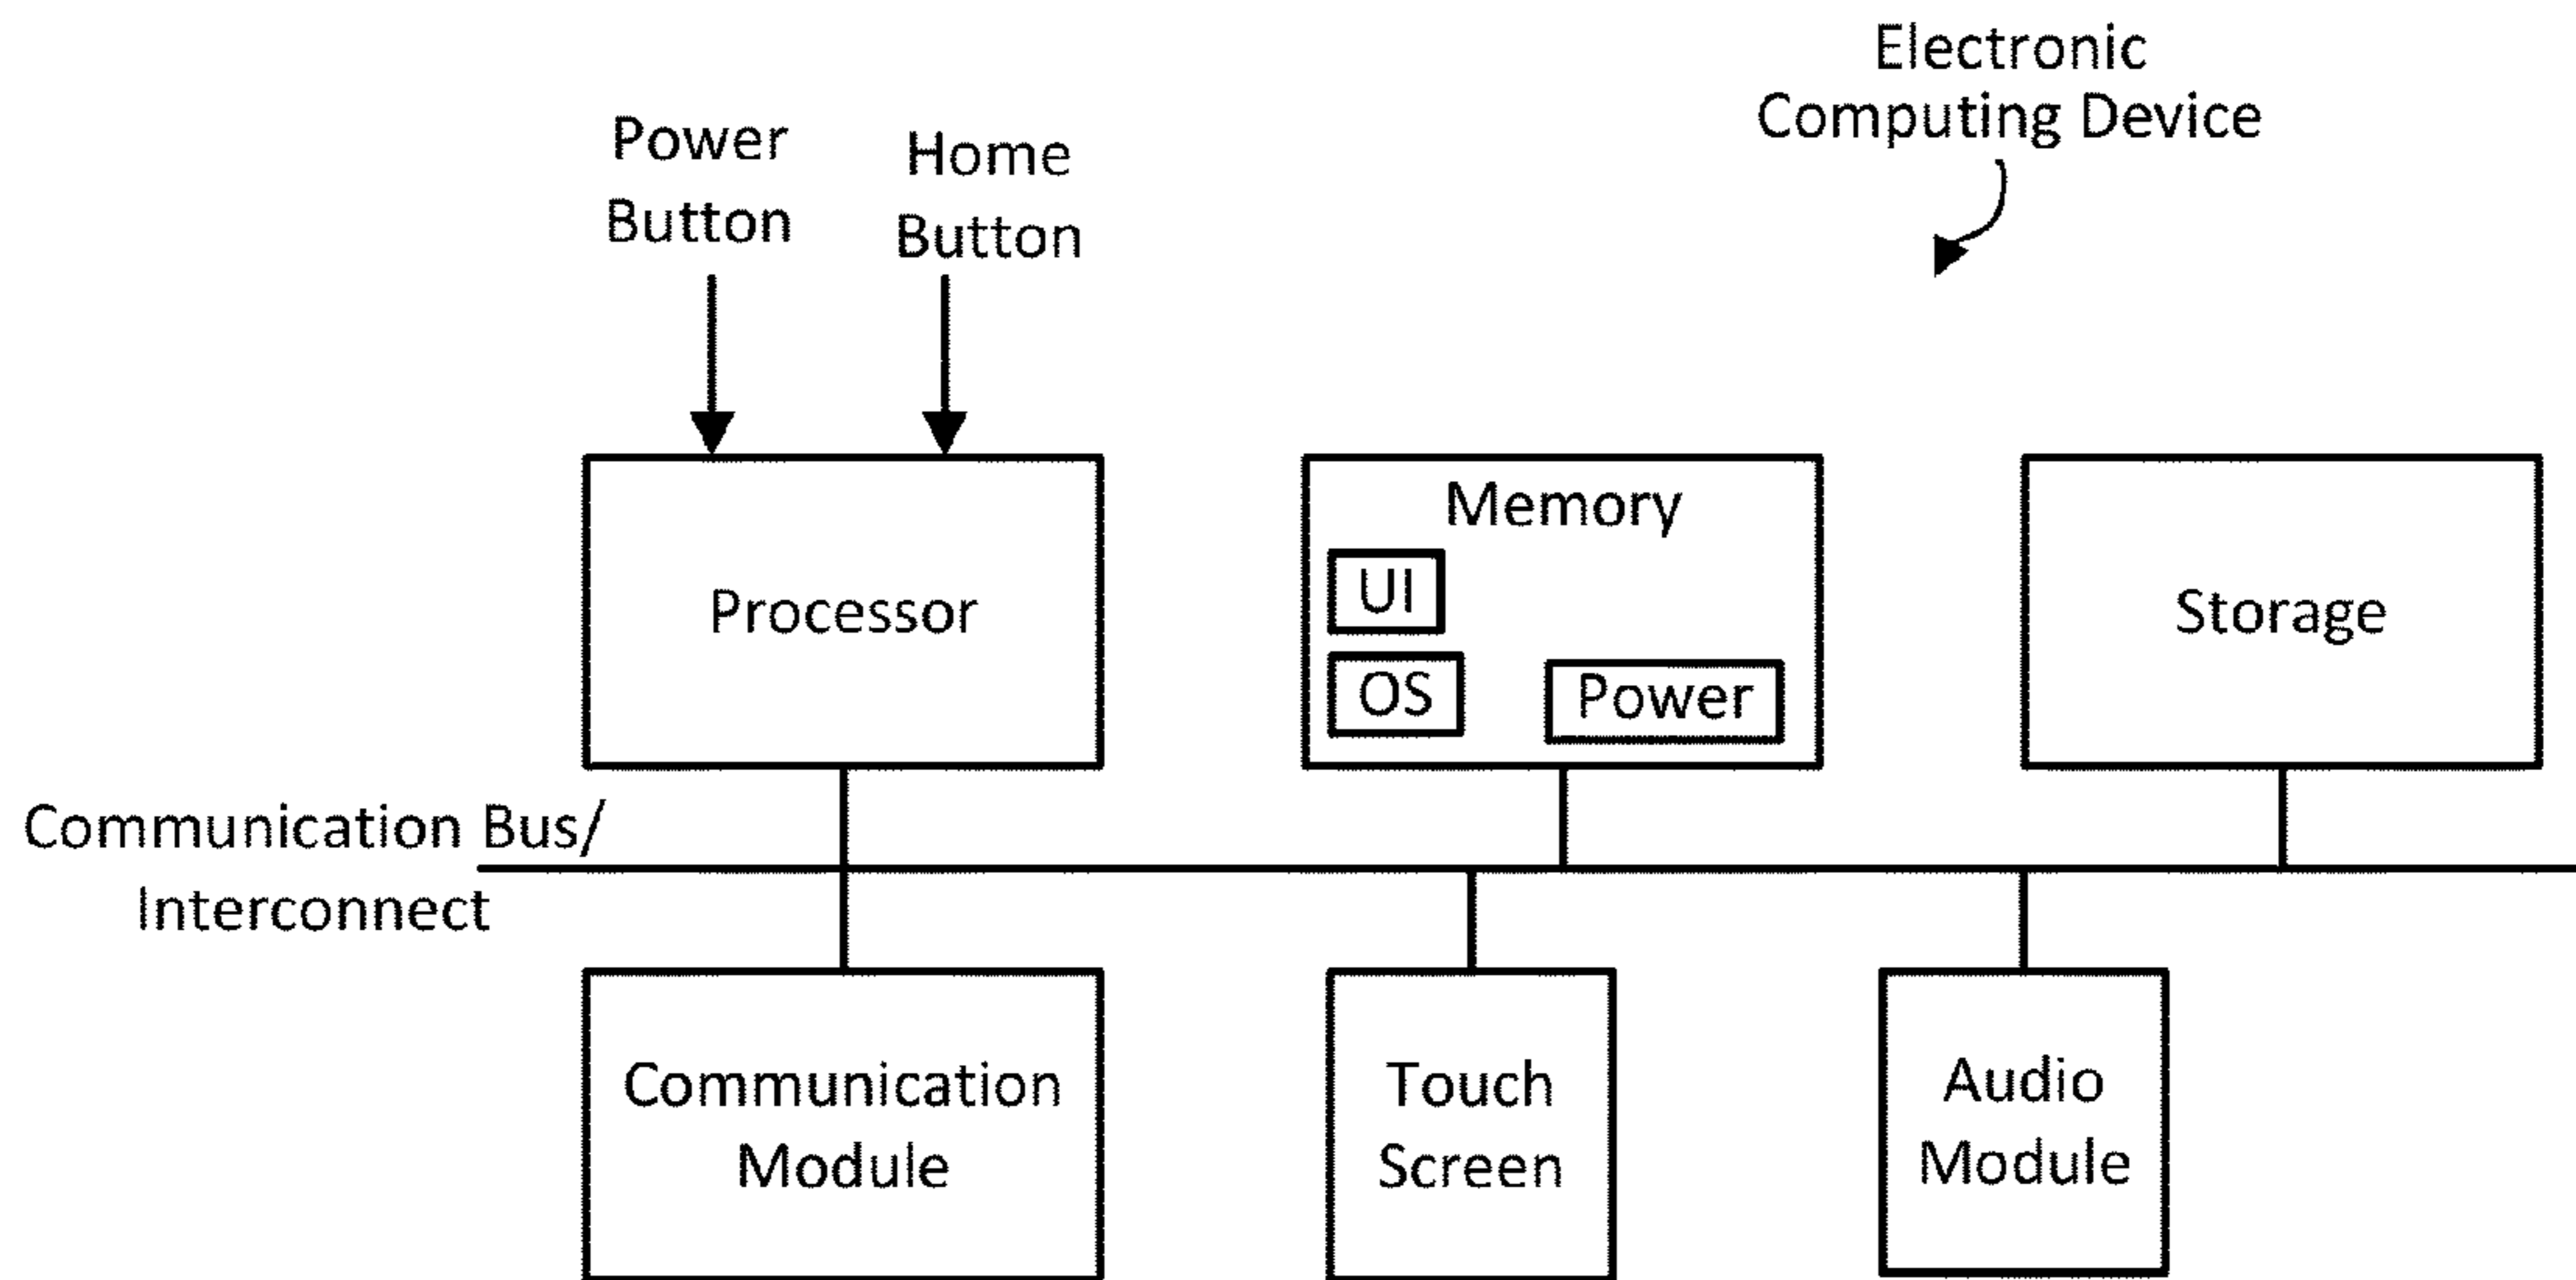 Electronic
Computing Device
Power
Button
Home
Button
Processor
Memory
UI
OS
Power
Storage
Communication Bus/
Interconnect
Communication
Module
Touch
Screen
Audio
Module